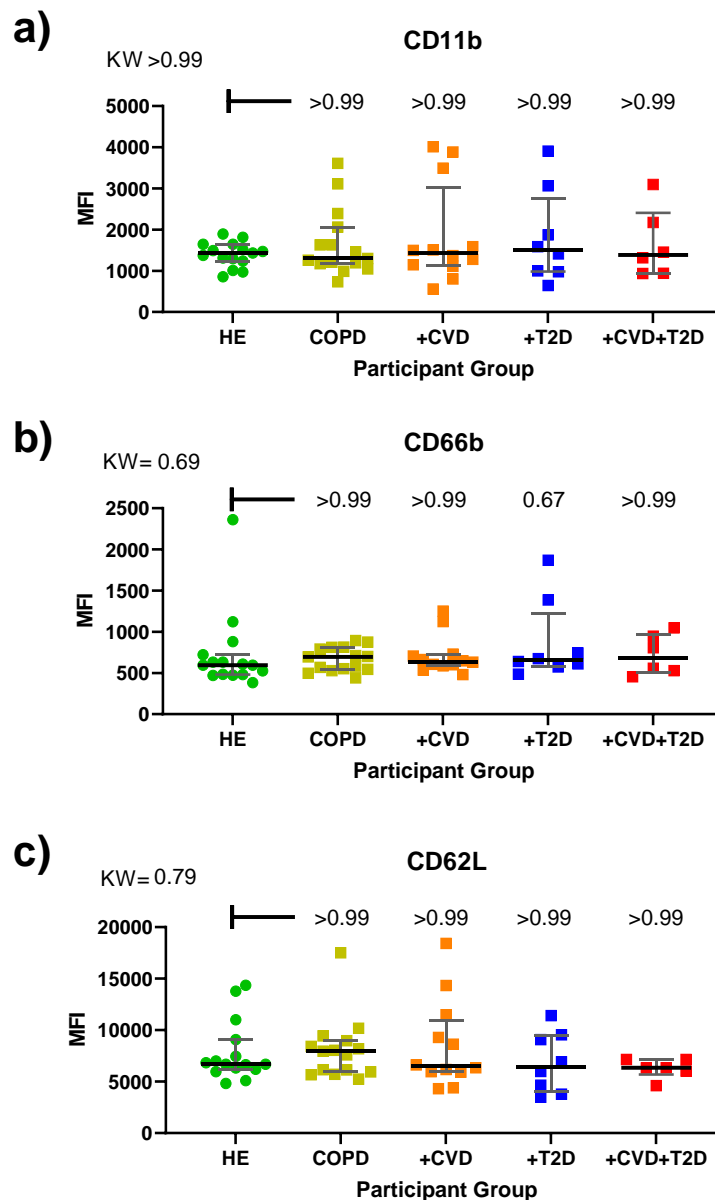 a)
CD11b
KW >0.99
>0.99 >0.99 >0.99 >0.99
5000
4000
3000
2000
1000
0
MFI
HE COPD +CVD +T2D +CVD+T2D
Participant Group
b)
CD66b
KW= 0.69
>0.99 >0.99 0.67 >0.99
2500
2000
1500
1000
500
0
MFI
HE COPD +CVD +T2D +CVD+T2D
Participant Group
c)
CD62L
KW= 0.79
>0.99 >0.99 >0.99 >0.99
20000
15000
10000
5000
0
MFI
HE COPD +CVD +T2D +CVD+T2D
Participant Group